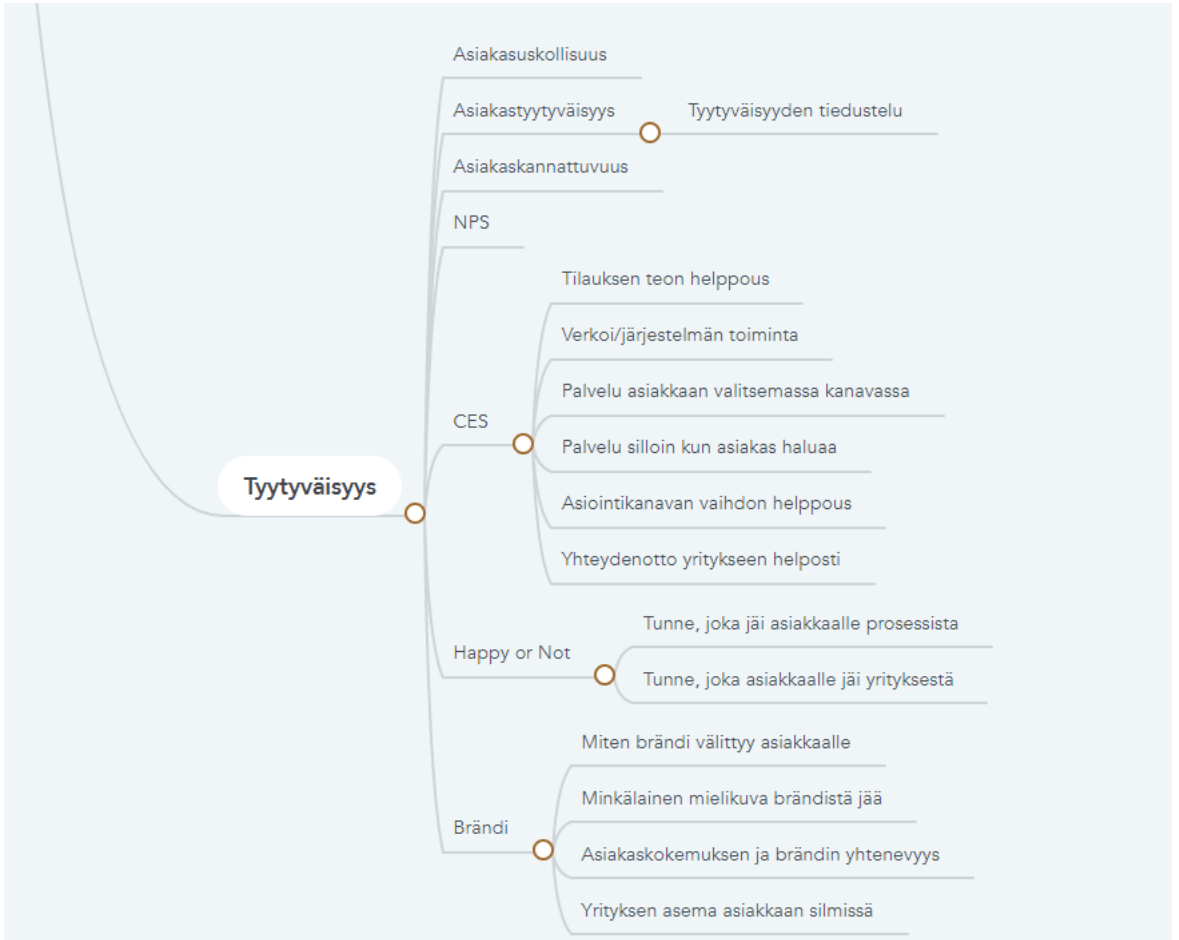 Asiakasuskollisuus
Asiakastyytyväisyys
Tyytyväisyyden tiedustelu
Asiakaskannattuvuus
NPS
Tilauksen teon helppous
Verkoi/järjestelmän toiminta
Palvelu asiakkaan valitsemassa kanavassa
CES
Palvelu silloin kun asiakas haluaa
Tyytyväisyys
Asiointikanavan vaihdon helppous
Yhteydenotto yritykseen helposti
Tunne, joka jäi asiakkaalle prosessista
Happy or Not
Tunne, joka asiakkaalle jäi yrityksestä
Miten brändi välittyy asiakkaalle
Minkälainen mielikuva brändistä jää
Brändi
Asiakaskokemuksen ja brändin yhtenevyys
Yrityksen asema asiakkaan silmissä